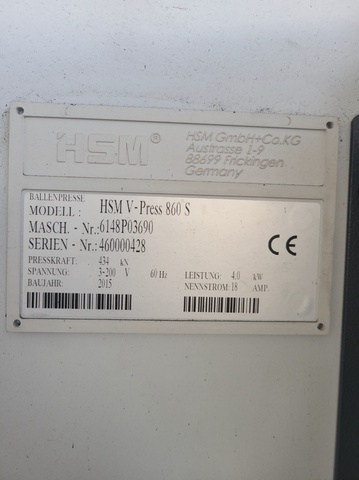 HSM®
HSM GmbH+Co.KG
Austrasse 1-9
88699 Frickingen
Germany
BALLENPRESSE
MODELL : HSM V-Press 860 S
MASCH. - Nr.:6148P03690
SERIEN - Nr:460000428
PRESSKRAFT: 434 kN
SPANNUNG: 3-200 V 60 Hz LEISTUNG: 4.0 kW
BAUJAHR: 2015 NENNSTROM: 18 AMP.
CE